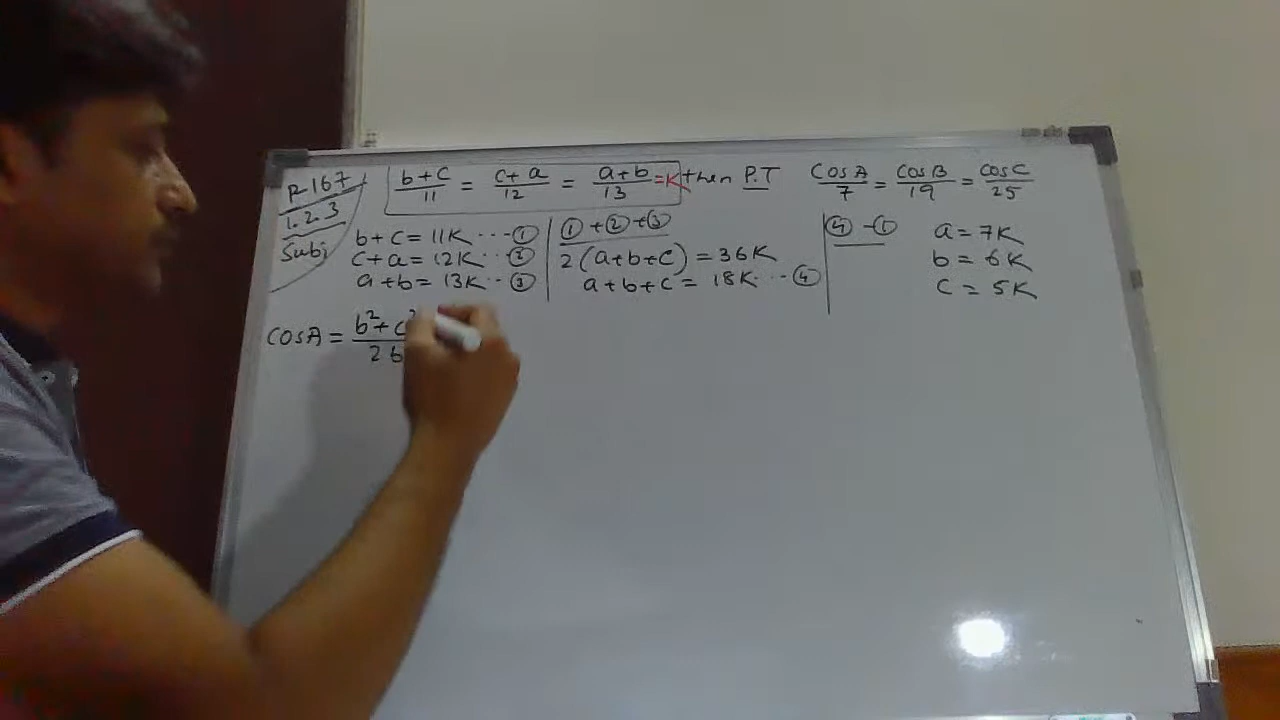 R-167
1.2.3
Subj
b+c/11 = c+a/12 = a+b/13 =K then P.T cosA/7 = cosB/19 = cosC/25
b+c = 11K ---①
c+a = 12K --- ②
a+b = 13K -- ③
①+②+③
2(a+b+c) = 36K
a+b+c = 18K --- ④
④-①
a = 7K
b = 6K
c = 5K
cosA = b²+c²/2b